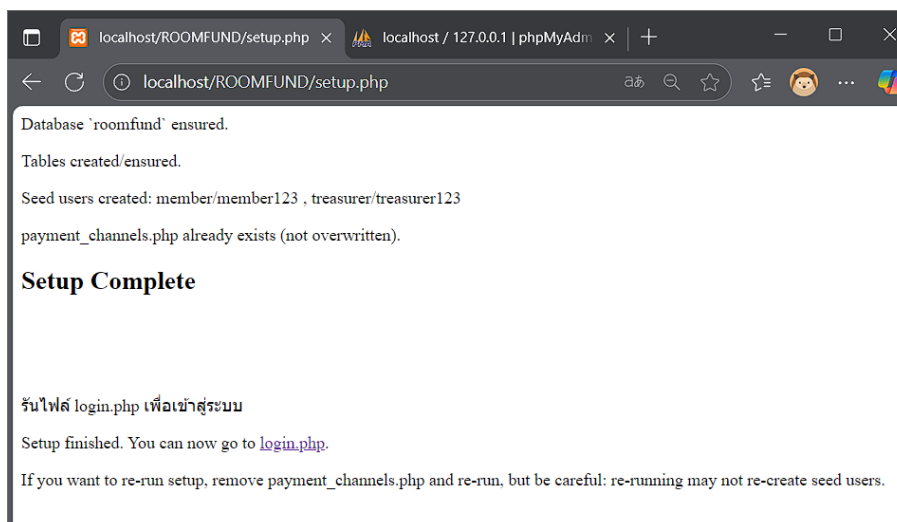 localhost/ROOMFUND/setup.php
localhost / 127.0.0.1 | phpMyAdm
localhost/ROOMFUND/setup.php
Database `roomfund` ensured.
Tables created/ensured.
Seed users created: member/member123 , treasurer/treasurer123
payment_channels.php already exists (not overwritten).
Setup Complete
รันไฟล์ login.php เพื่อเข้าสู่ระบบ
Setup finished. You can now go to login.php.
If you want to re-run setup, remove payment_channels.php and re-run, but be careful: re-running may not re-create seed users.